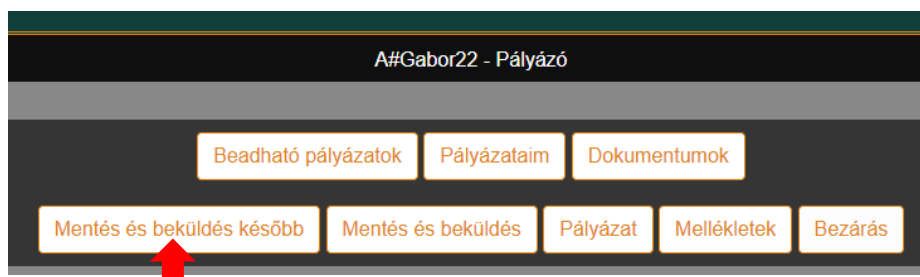 A#Gabor22 - Pályázó
Beadható pályázatok Pályázataim Dokumentumok
Mentés és beküldés később Mentés és beküldés Pályázat Mellékletek Bezárás